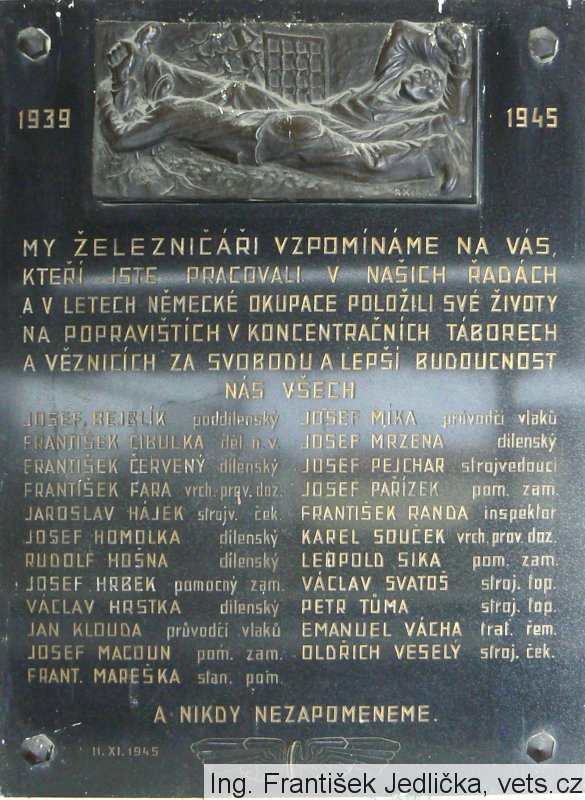 1939 1945
MY ŽELEZNIČÁŘI VZPOMÍNÁME NA VÁS,
KTEŘÍ JSTE PRACOVALI V NAŠICH ŘADÁCH
A V LETECH NĚMECKÉ OKUPACE POLOŽILI SVÉ ŽIVOTY
NA POPRAVIŠTÍCH V KONCENTRAČNÍCH TÁBORECH
A VĚZNICÍCH ZA SVOBODU A LEPŠÍ BUDOUCNOST
NÁS VŠECH
JOSEF BEJBLÍK poddílenský
FRANTIŠEK CIBULKA děl. n. v.
FRANTIŠEK ČERVENÝ dílenský
FRANTIŠEK FARA vrch. prov. doz.
JAROSLAV HÁJEK strojv. ček.
JOSEF HOMOLKA dílenský
RUDOLF HOŠNA dílenský
JOSEF HRBEK pomocný zam.
VÁCLAV HRSTKA dílenský
JAN KLOUDA průvodčí vlaků
JOSEF MACOUN pom. zam.
FRANT. MAREŠKA stan. pom.
JOSEF MÍKA průvodčí vlaků
JOSEF MRZENA dílenský
JOSEF PEJCHAR strojvedoucí
JOSEF PAŘÍZEK pom. zam.
FRANTIŠEK RANDA inspektor
KAREL SOUČEK vrch. prov. doz.
LEOPOLD SIKA pom. zam.
VÁCLAV SVATOŠ stroj. top.
PETR TŮMA stroj. top.
EMANUEL VÁCHA trať. řem.
OLDŘICH VESELÝ stroj. ček.
A NIKDY NEZAPOMENEME.
11. XI. 1945
Ing. František Jedlička, vets.cz